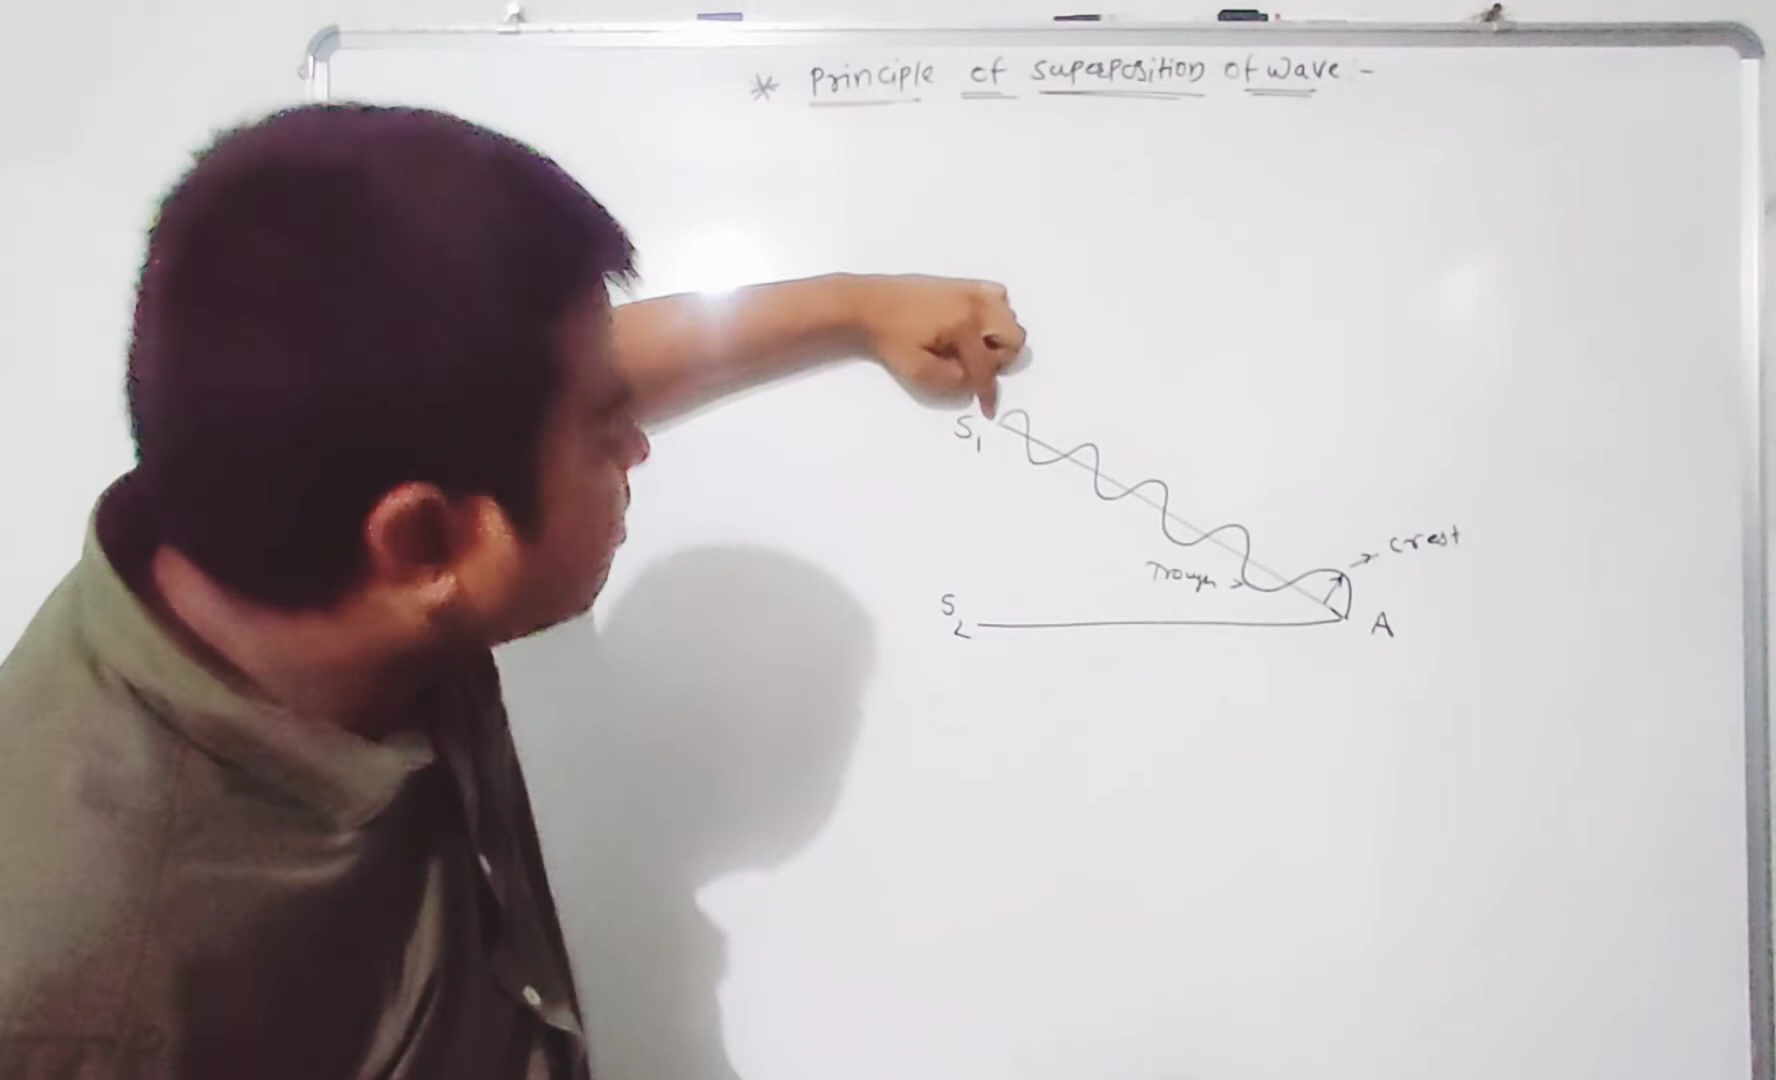 * Principle of superposition of wave :-
S1
crest
Trough
S2
A